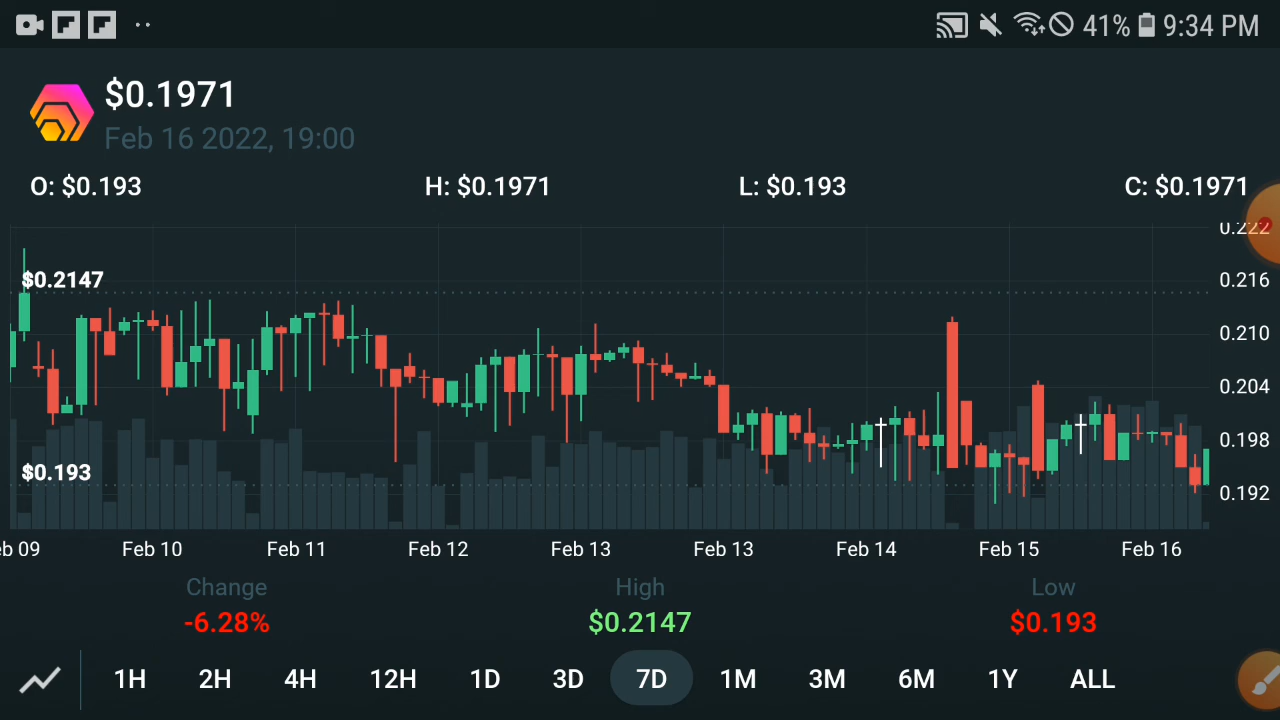 41% 9:34 PM
$0.1971
Feb 16 2022, 19:00
O: $0.193 H: $0.1971 L: $0.193 C: $0.1971
0.222
$0.2147 0.216
0.210
0.204
0.198
$0.193
0.192
b 09 Feb 10 Feb 11 Feb 12 Feb 13 Feb 13 Feb 14 Feb 15 Feb 16
Change High Low
-6.28% $0.2147 $0.193
1H 2H 4H 12H 1D 3D 7D 1M 3M 6M 1Y ALL